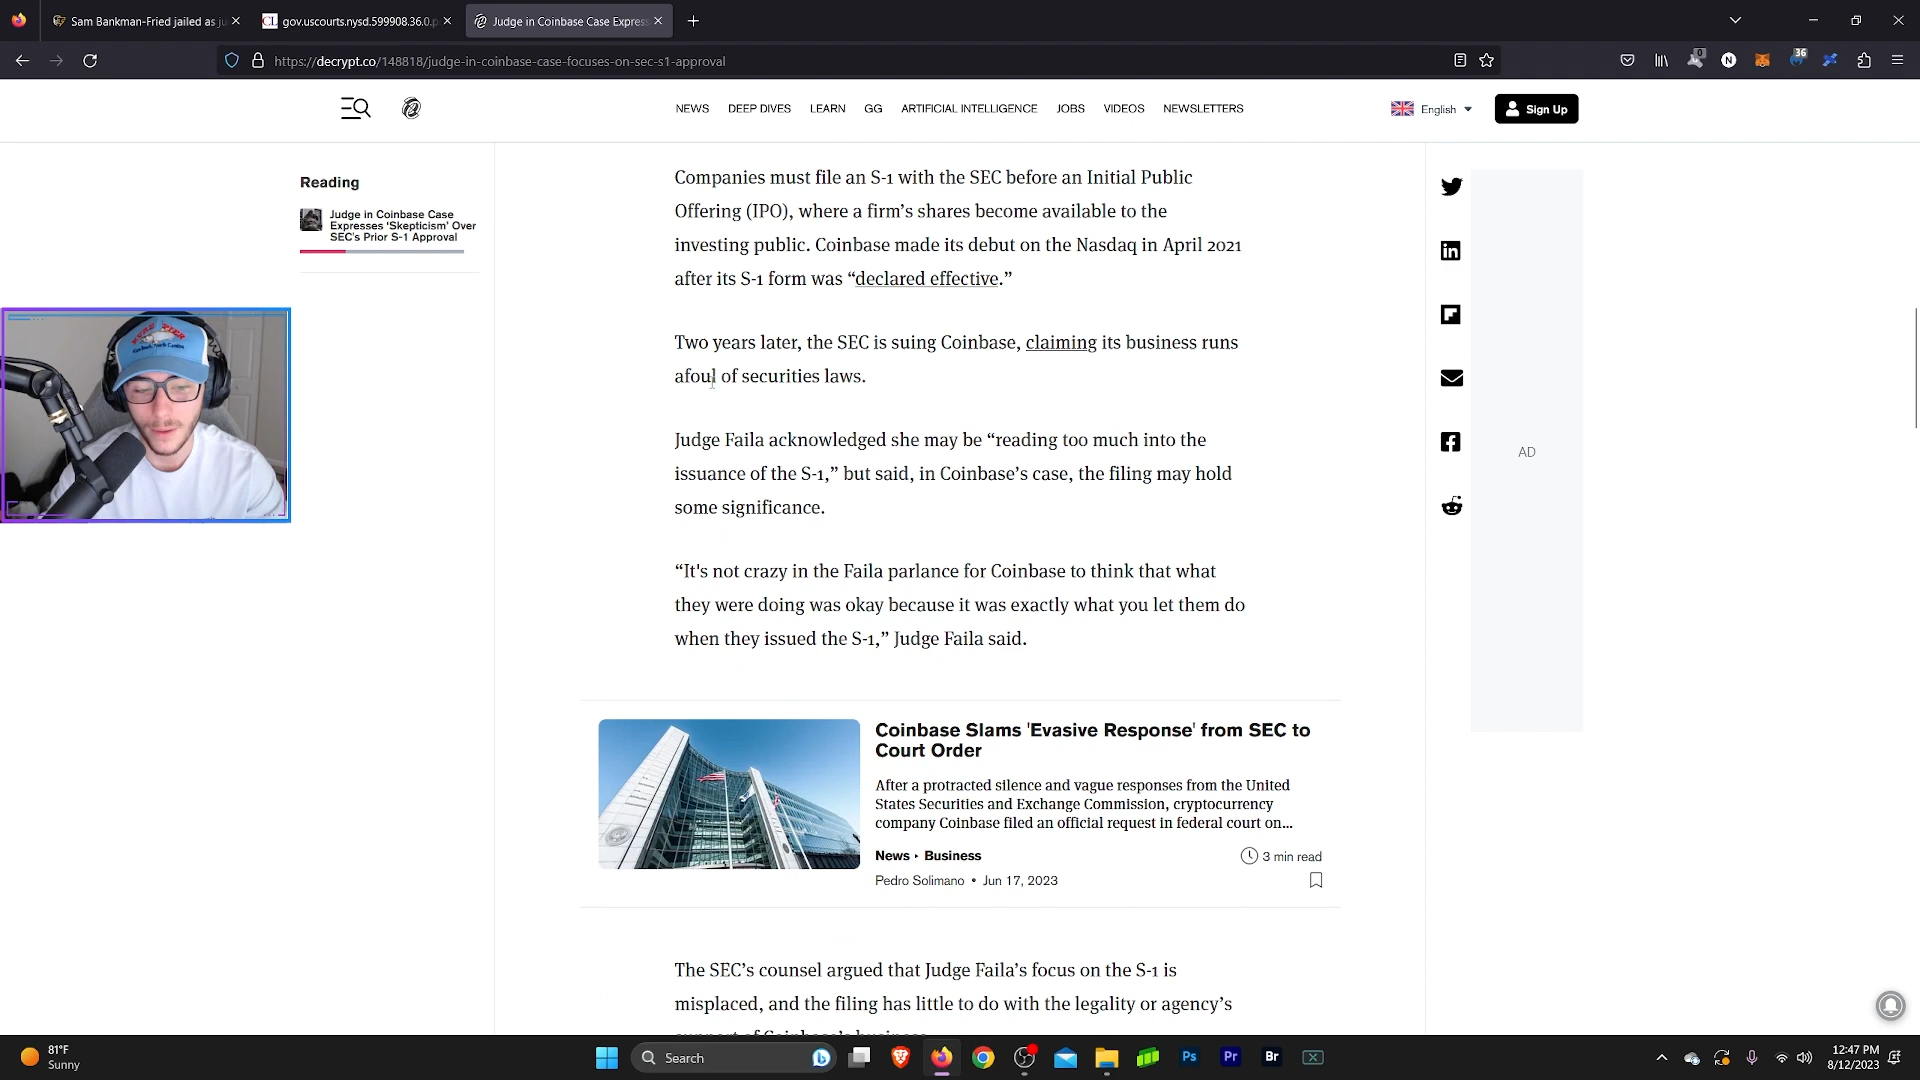 Sam Bankman-Fried jailed as ju
gov.uscourts.nysd.599908.36.0.p
Judge in Coinbase Case Express
https://decrypt.co/148818/judge-in-coinbase-case-focuses-on-sec-s1-approval
0
N
36
NEWS DEEP DIVES LEARN GG ARTIFICIAL INTELLIGENCE JOBS VIDEOS NEWSLETTERS
English
Sign Up
Reading
Judge in Coinbase Case
Expresses 'Skepticism' Over
SEC's Prior S-1 Approval
Companies must file an S-1 with the SEC before an Initial Public
Offering (IPO), where a firm’s shares become available to the
investing public. Coinbase made its debut on the Nasdaq in April 2021
after its S-1 form was “declared effective.”
Two years later, the SEC is suing Coinbase, claiming its business runs
afoul of securities laws.
Judge Faila acknowledged she may be “reading too much into the
issuance of the S-1,” but said, in Coinbase’s case, the filing may hold
some significance.
“It's not crazy in the Faila parlance for Coinbase to think that what
they were doing was okay because it was exactly what you let them do
when they issued the S-1,” Judge Faila said.
Coinbase Slams 'Evasive Response' from SEC to
Court Order
After a protracted silence and vague responses from the United
States Securities and Exchange Commission, cryptocurrency
company Coinbase filed an official request in federal court on...
News ‣ Business
3 min read
Pedro Solimano • Jun 17, 2023
The SEC’s counsel argued that Judge Faila’s focus on the S-1 is
misplaced, and the filing has little to do with the legality or agency’s
support of Coinbase's business
AD
81°F
Sunny
Search
Ps
Pr
Br
12:47 PM
8/12/2023